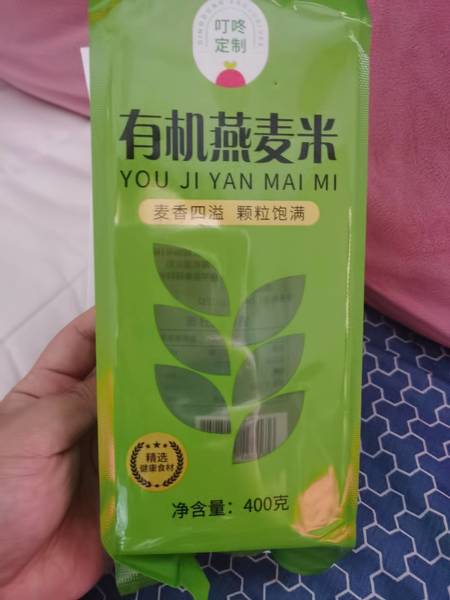 叮咚
定制
有机燕麦米
YOU JI YAN MAI MI
麦香四溢 颗粒饱满
精选
健康食材
净含量：400克